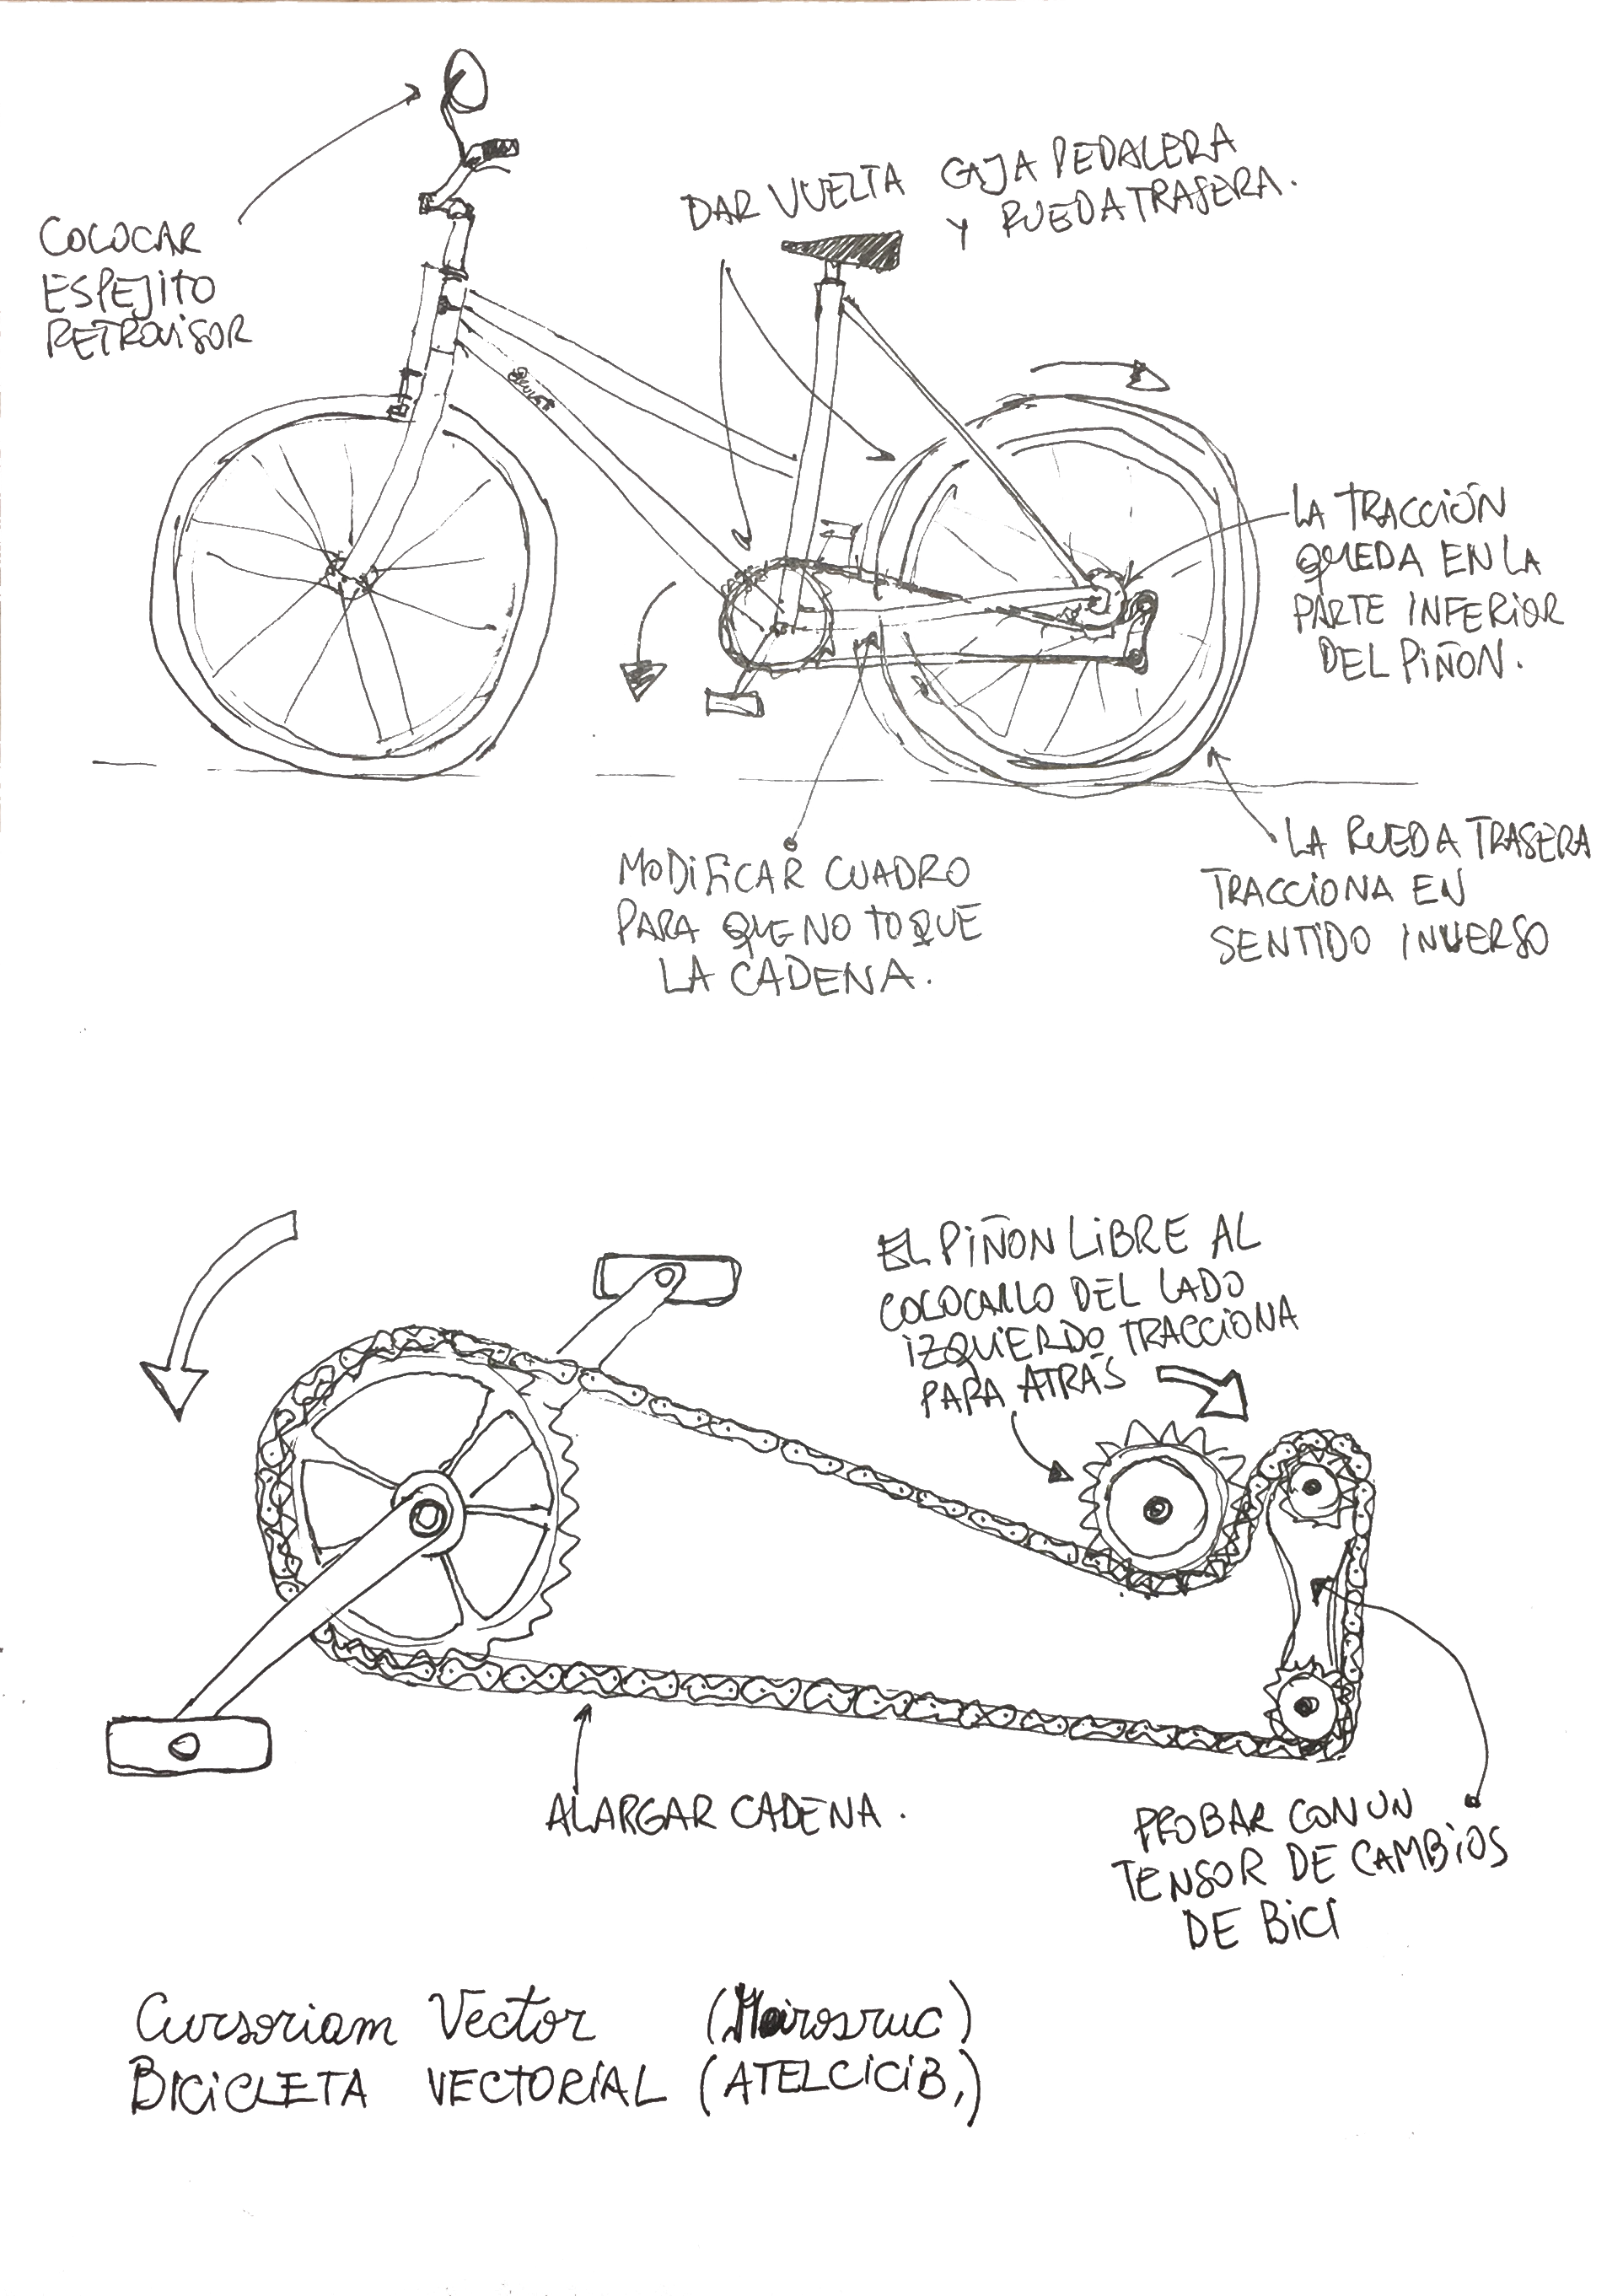 COLOCAR
ESPEJITO
RETROVISOR
DAR VUELTA CAJA PEDALERA
Y RUEDA TRASERA.
LA TRACCIÓN
QUEDA EN LA
PARTE INFERIOR
DEL PIÑON.
MODIFICAR CUADRO
PARA QUE NO TOQUE
LA CADENA.
LA RUEDA TRASERA
TRACCIONA EN
SENTIDO INVERSO
EL PIÑON LIBRE AL
COLOCARLO DEL LADO
IZQUIERDO TRACCIONA
PARA ATRÁS
ALARGAR CADENA.
PROBAR CON UN
TENSOR DE CAMBIOS
DE BICI
Cursoriam Vector
BICICLETA VECTORIAL (ATELCICIB,)